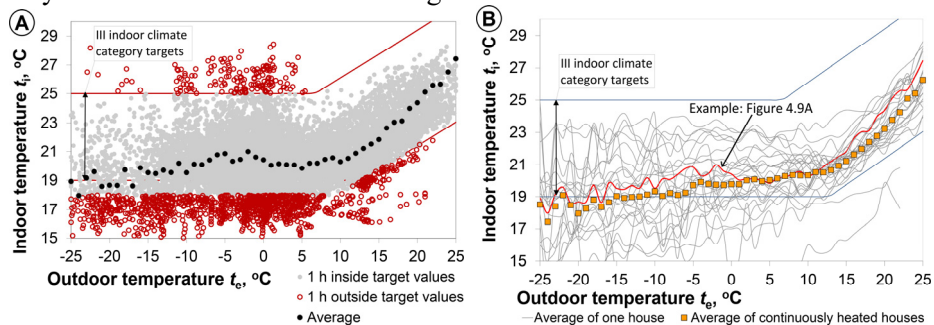 A
III indoor climate
category targets
Indoor temperature tᵢ, °C
29
27
25
23
21
19
17
15
-25 -20 -15 -10 -5 0 5 10 15 20 25
Outdoor temperature tₑ, °C
1 h inside target values
1 h outside target values
Average
B
III indoor climate
category targets
Example: Figure 4.9A
Indoor temperature tᵢ, °C
29
27
25
23
21
19
17
15
-25 -20 -15 -10 -5 0 5 10 15 20 25
Outdoor temperature tₑ, °C
Average of one house
Average of continuously heated houses